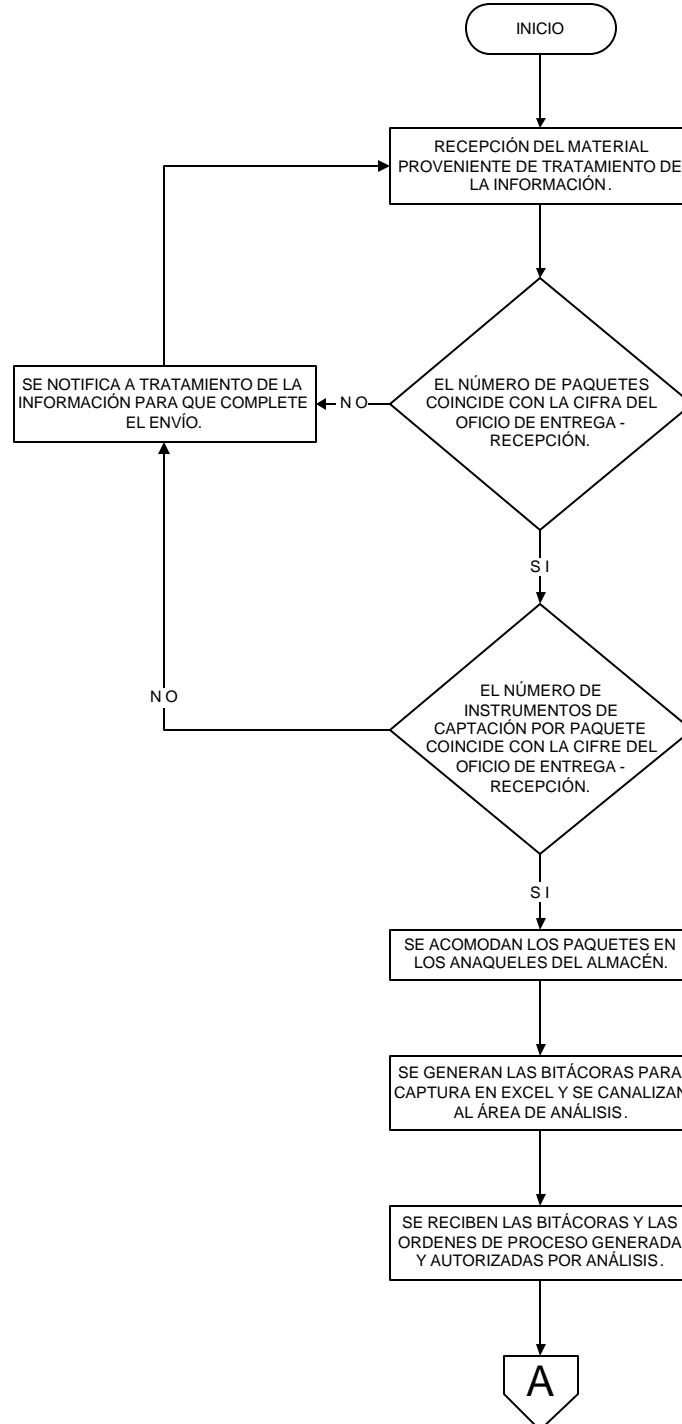 INICIO
RECEPCIÓN DEL MATERIAL
PROVENIENTE DE TRATAMIENTO DE
LA INFORMACIÓN.
SE NOTIFICA A TRATAMIENTO DE LA
INFORMACIÓN PARA QUE COMPLETE
EL ENVÍO.
NO
EL NÚMERO DE PAQUETES
COINCIDE CON LA CIFRA DEL
OFICIO DE ENTREGA -
RECEPCIÓN.
SI
NO
EL NÚMERO DE
INSTRUMENTOS DE
CAPTACIÓN POR PAQUETE
COINCIDE CON LA CIFRE DEL
OFICIO DE ENTREGA -
RECEPCIÓN.
SI
SE ACOMODAN LOS PAQUETES EN
LOS ANAQUELES DEL ALMACÉN.
SE GENERAN LAS BITÁCORAS PARA
CAPTURA EN EXCEL Y SE CANALIZAN
AL ÁREA DE ANÁLISIS.
SE RECIBEN LAS BITÁCORAS Y LAS
ORDENES DE PROCESO GENERADA
Y AUTORIZADAS POR ANÁLISIS.
A